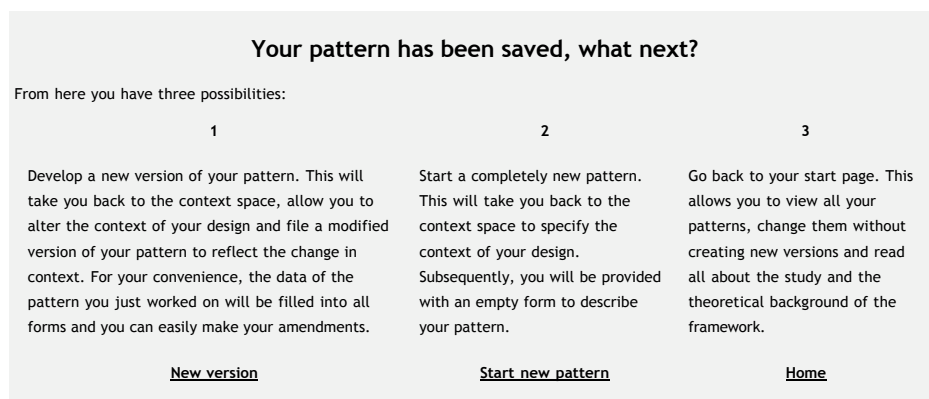 Your pattern has been saved, what next?
From here you have three possibilities:
1
Develop a new version of your pattern. This will
take you back to the context space, allow you to
alter the context of your design and file a modified
version of your pattern to reflect the change in
context. For your convenience, the data of the
pattern you just worked on will be filled into all
forms and you can easily make your amendments.
New version
2
Start a completely new pattern.
This will take you back to the
context space to specify the
context of your design.
Subsequently, you will be provided
with an empty form to describe
your pattern.
Start new pattern
3
Go back to your start page. This
allows you to view all your
patterns, change them without
creating new versions and read
all about the study and the
theoretical background of the
framework.
Home